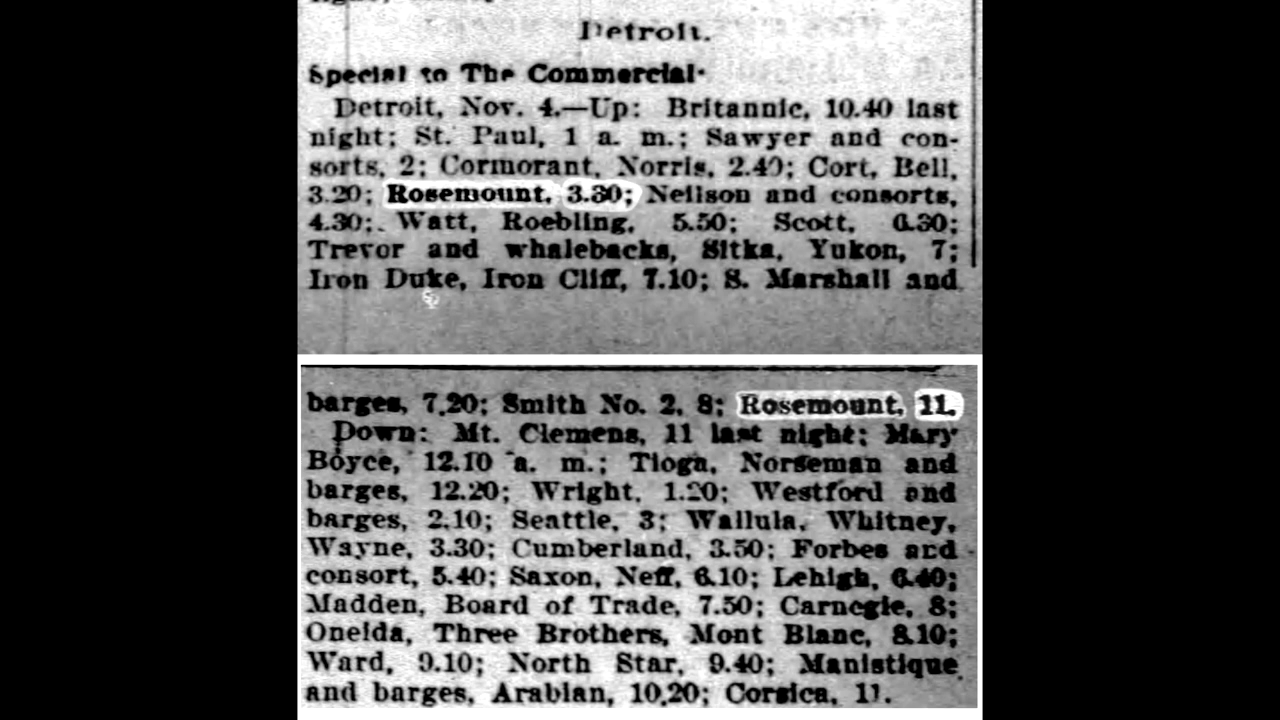 Detroit.
Special to The Commercial.
Detroit, Nov. 4.—Up: Britannic, 10.40 last
night; St. Paul, 1 a. m.; Sawyer and con-
sorts, 2; Cormorant, Norris, 2.40; Cort, Bell,
3.20; Rosemount, 3.30; Neilson and consorts,
4.30; Watt, Roebling, 5.50; Scott, 6.30;
Trevor and whalebacks, Sitka, Yukon, 7;
Iron Duke, Iron Cliff, 7.10; S. Marshall and
barges, 7.20; Smith No. 2, 8; Rosemount, 11.
Down: Mt. Clemens, 11 last night; Mary
Boyce, 12.10 a. m.; Tioga, Norseman and
barges, 12.20; Wright, 1.20; Westford and
barges, 2.10; Seattle, 3; Wallula, Whitney,
Wayne, 3.30; Cumberland, 3.50; Forbes and
consort, 5.40; Saxon, Neff, 6.10; Lehigh, 6.40;
Madden, Board of Trade, 7.50; Carnegie, 8;
Oneida, Three Brothers, Mont Blanc, 8.10;
Ward, 9.10; North Star, 9.40; Manistique
and barges, Arabian, 10.20; Corsica, 11.